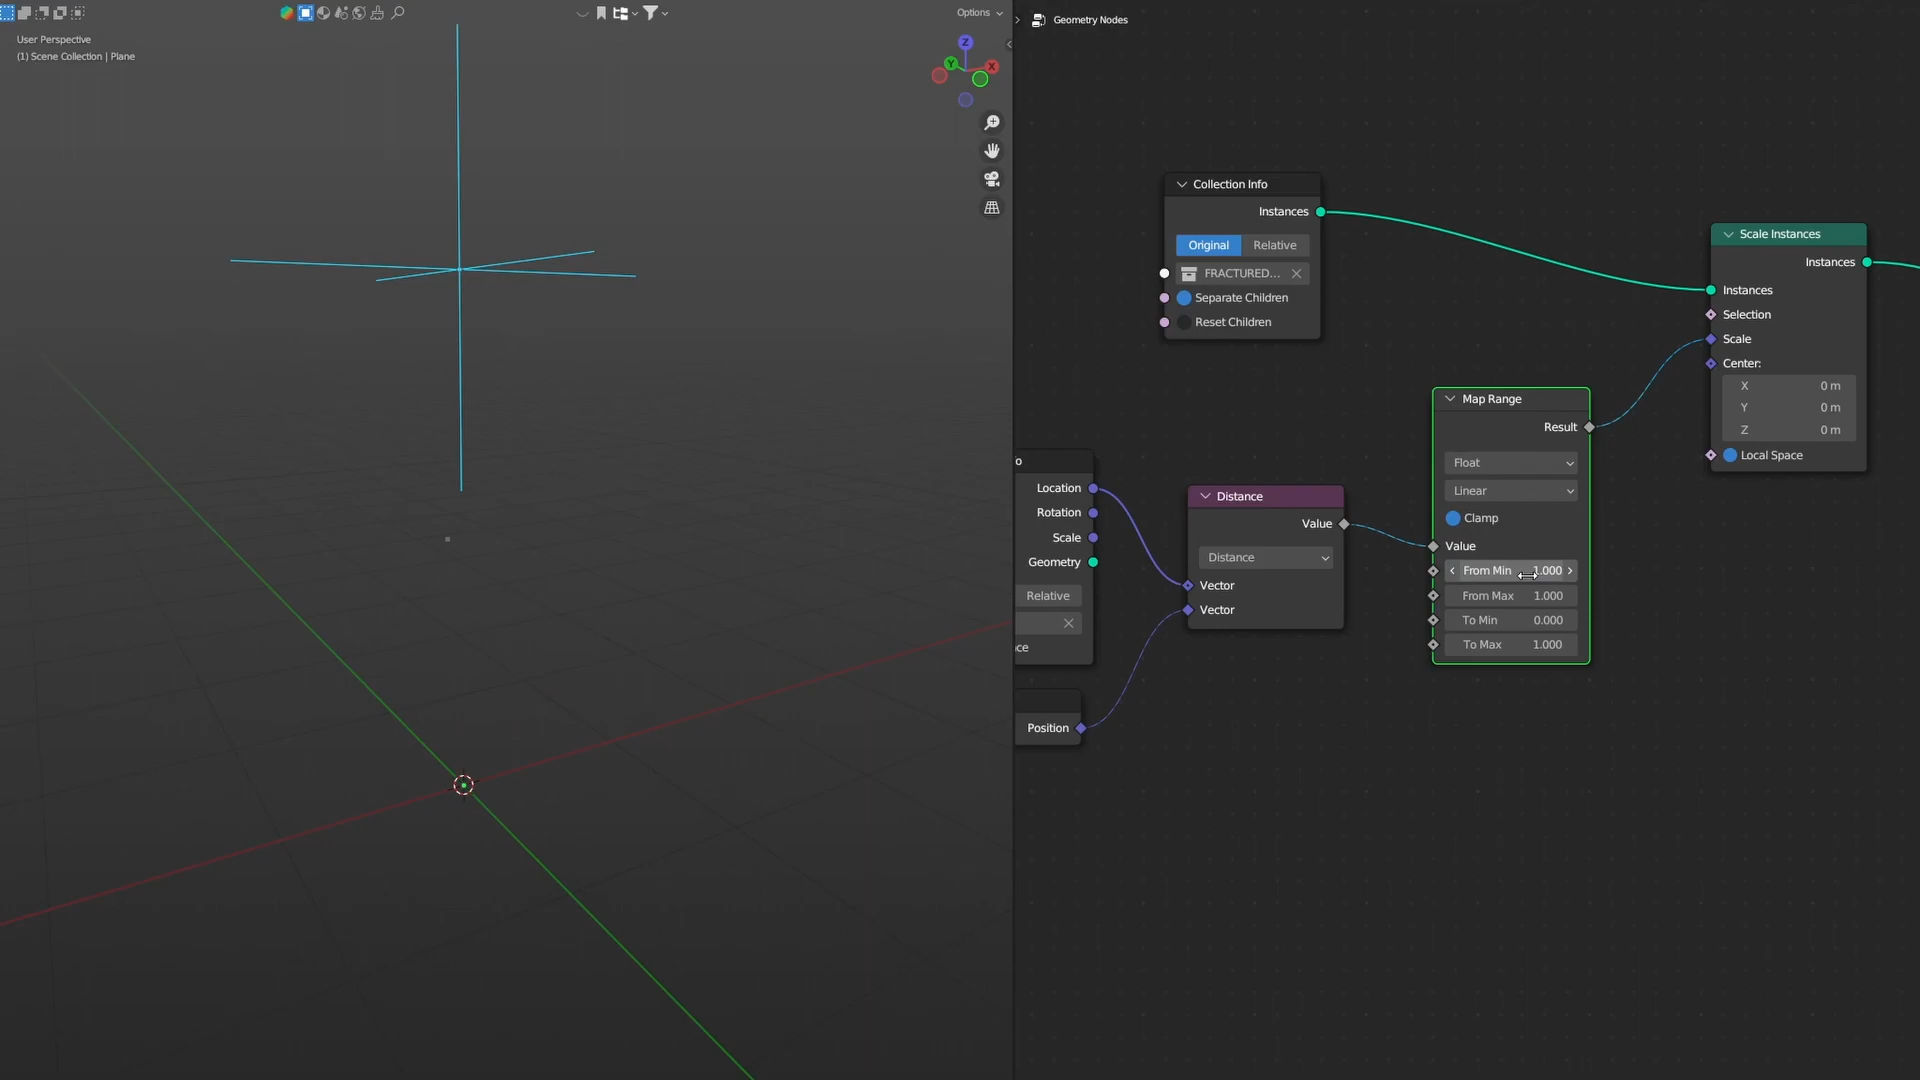 Options
User Perspective
(1) Scene Collection | Plane
Z
Y
X
Geometry Nodes
Collection Info
Instances
Original
Relative
FRACTURED...
Separate Children
Reset Children
Scale Instances
Instances
Instances
Selection
Scale
Center:
X 0 m
Y 0 m
Z 0 m
Local Space
Map Range
Result
Float
Linear
Clamp
Value
From Min 1.000
From Max 1.000
To Min 0.000
To Max 1.000
Distance
Value
Distance
Vector
Vector
o
Location
Rotation
Scale
Geometry
Relative
ce
Position